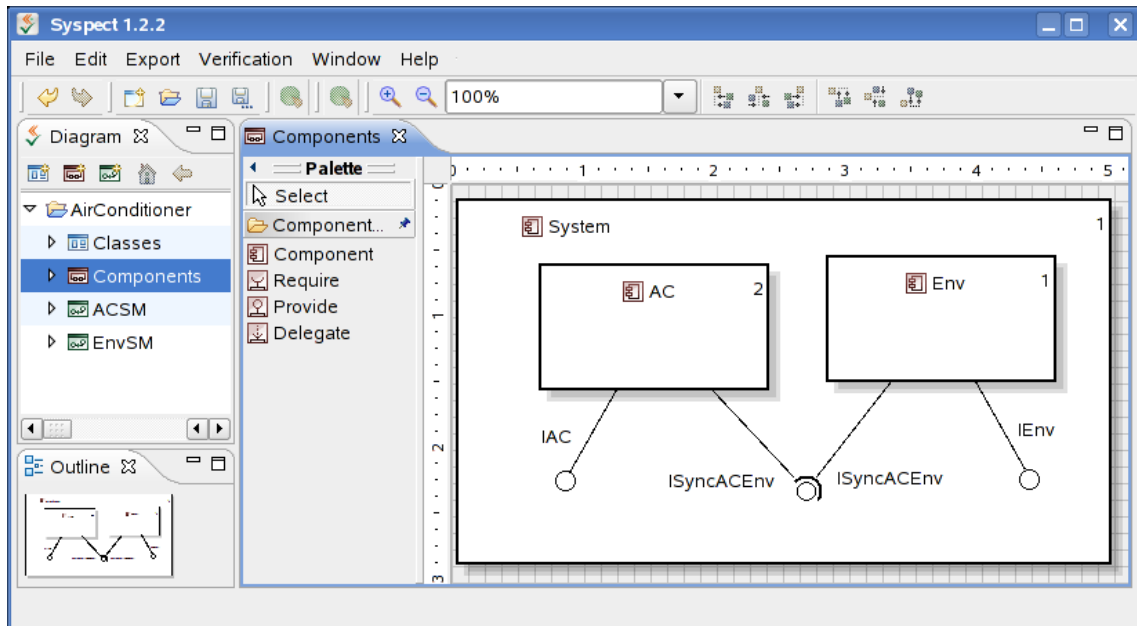 Syspect 1.2.2
File Edit Export Verification Window Help
100%
Diagram
AirConditioner
Classes
Components
ACSM
EnvSM
Outline
Components
Palette
Select
Component...
Component
Require
Provide
Delegate
0 1 2 3 4 5
0
1
2
3
System 1
AC 2
Env 1
IAC
ISyncACEnv
ISyncACEnv
IEnv